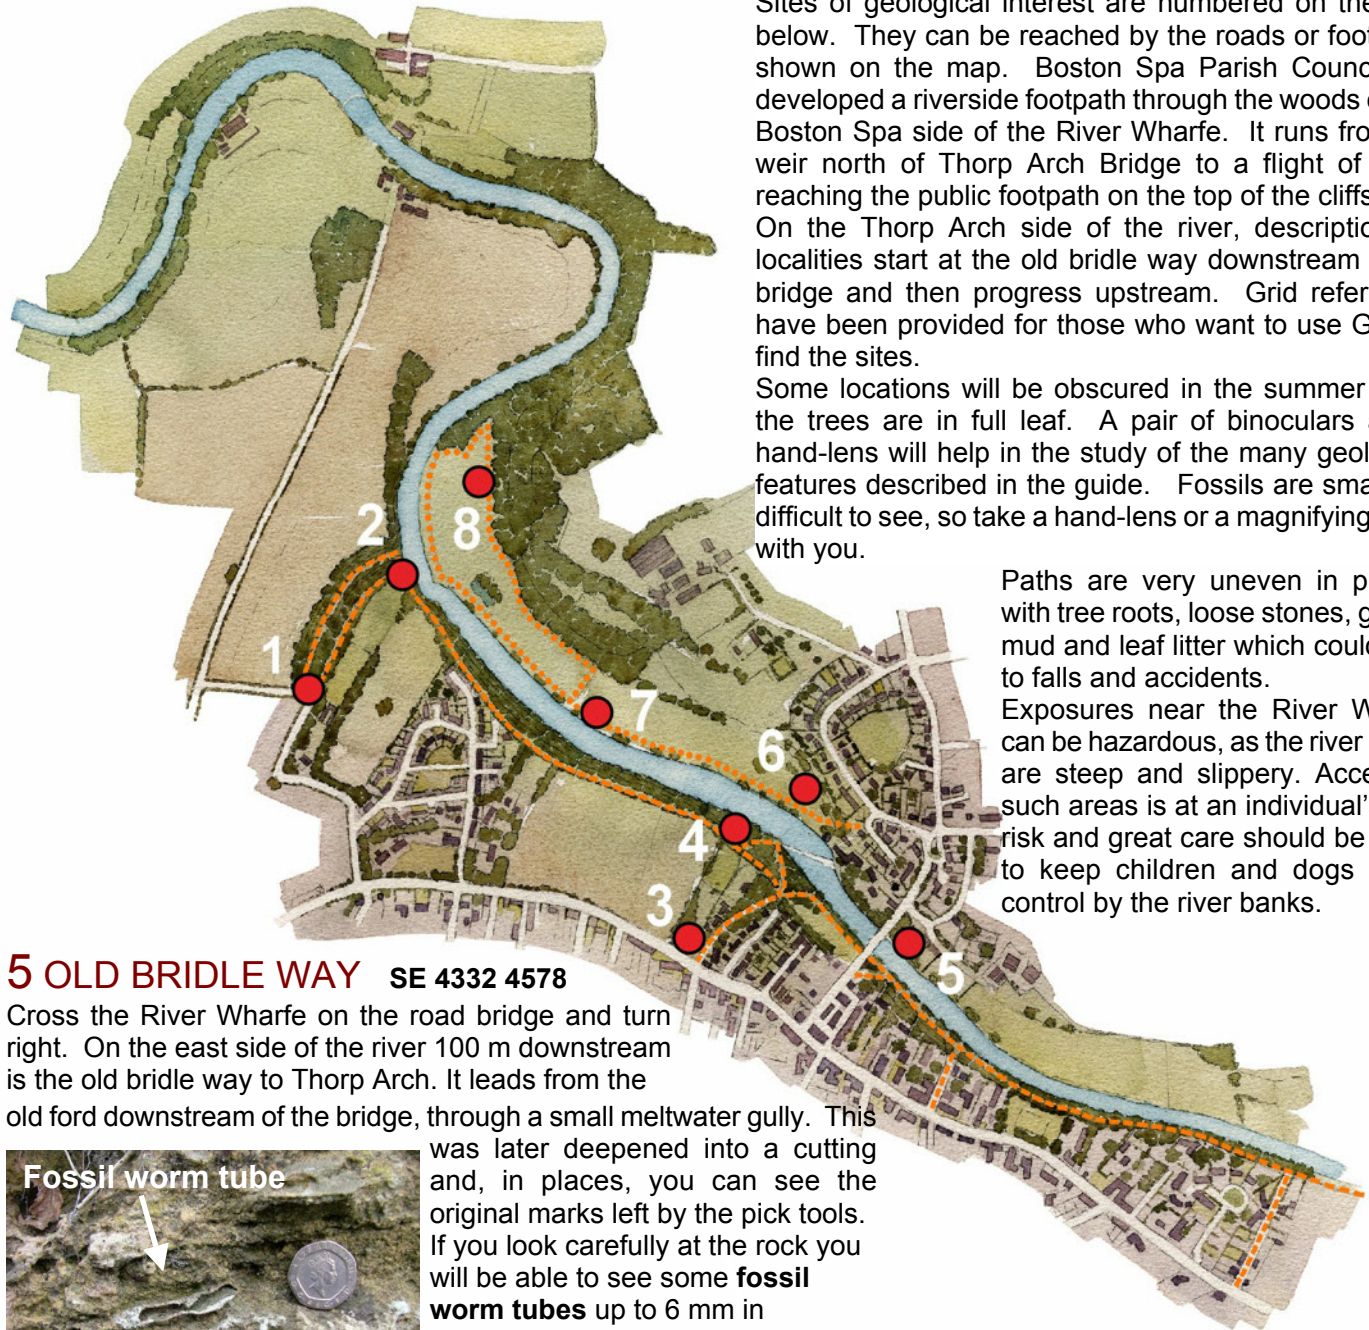 Sites of geological interest are numbered on the
below. They can be reached by the roads or foot
shown on the map. Boston Spa Parish Counc
developed a riverside footpath through the woods
Boston Spa side of the River Wharfe. It runs fro
weir north of Thorp Arch Bridge to a flight of
reaching the public footpath on the top of the cliffs
On the Thorp Arch side of the river, descriptio
localities start at the old bridle way downstream
bridge and then progress upstream. Grid refer
have been provided for those who want to use G
find the sites.
Some locations will be obscured in the summer
the trees are in full leaf. A pair of binoculars
hand-lens will help in the study of the many geol
features described in the guide. Fossils are sma
difficult to see, so take a hand-lens or a magnifying
with you.
Paths are very uneven in p
with tree roots, loose stones, g
mud and leaf litter which could
to falls and accidents.
Exposures near the River W
can be hazardous, as the river
are steep and slippery. Acce
such areas is at an individual'
risk and great care should be
to keep children and dogs
control by the river banks.
1
2
3
4
5
6
7
8
5 OLD BRIDLE WAY SE 4332 4578
Cross the River Wharfe on the road bridge and turn
right. On the east side of the river 100 m downstream
is the old bridle way to Thorp Arch. It leads from the
old ford downstream of the bridge, through a small meltwater gully. This
was later deepened into a cutting
and, in places, you can see the
original marks left by the pick tools.
If you look carefully at the rock you
will be able to see some fossil
worm tubes up to 6 mm in
Fossil worm tube